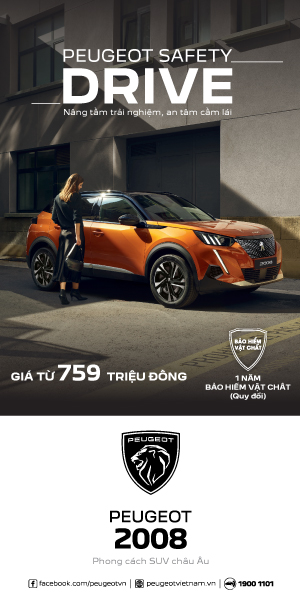 PEUGEOT SAFETY
DRIVE
Nâng tầm trải nghiệm, an tâm cầm lái
BẢO HIỂM
VẬT CHẤT
GIÁ TỪ 759 TRIỆU ĐỒNG
1 NĂM
BẢO HIỂM VẬT CHẤT
(Quy đổi)
PEUGEOT
PEUGEOT
2008
Phong cách SUV châu Âu
facebook.com/peugeotvn | peugeotvietnam.vn | 1900 1101